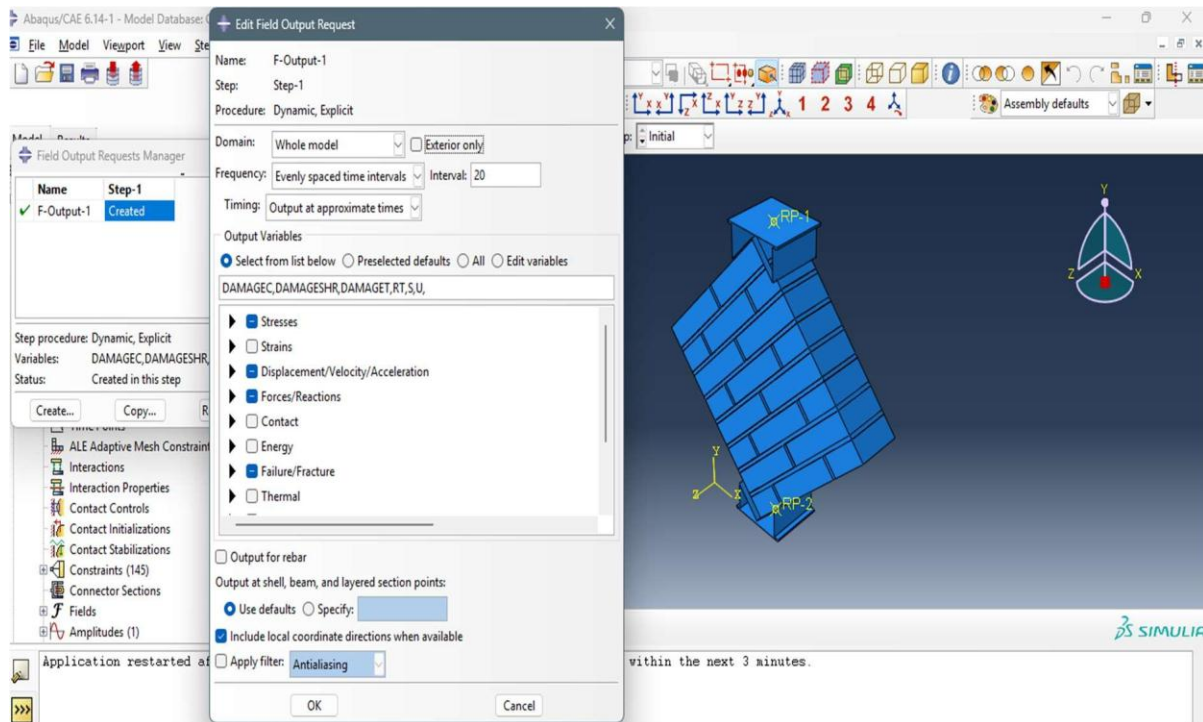 Abaqus/CAE 6.14-1 - Model Database:
File Model Viewport View
Edit Field Output Request
Name: F-Output-1
Step: Step-1
Procedure: Dynamic, Explicit
Domain: Whole model Exterior only
Frequency: Evenly spaced time intervals Interval: 20
Timing: Output at approximate times
Output Variables
Select from list below Preselected defaults All Edit variables
DAMAGEC,DAMAGESHR,DAMAGET,RT,S,U,
Stresses
Strains
Displacement/Velocity/Acceleration
Forces/Reactions
Contact
Energy
Failure/Fracture
Thermal
Output for rebar
Output at shell, beam, and layered section points:
Use defaults Specify:
Include local coordinate directions when available
Apply filter: Antialiasing
OK Cancel
Field Output Requests Manager
Name Step-1
F-Output-1 Created
Step procedure: Dynamic, Explicit
Variables: DAMAGEC,DAMAGESHR,
Status: Created in this step
Create... Copy...
ALE Adaptive Mesh Constraint
Interactions
Interaction Properties
Contact Controls
Contact Initializations
Contact Stabilizations
Constraints (145)
Connector Sections
Fields
Amplitudes (1)
1 2 3 4
Assembly defaults
Initial
RP-1
RP-2
Y
Z X
Y
Z X
SIMULIA
Application restarted
within the next 3 minutes.